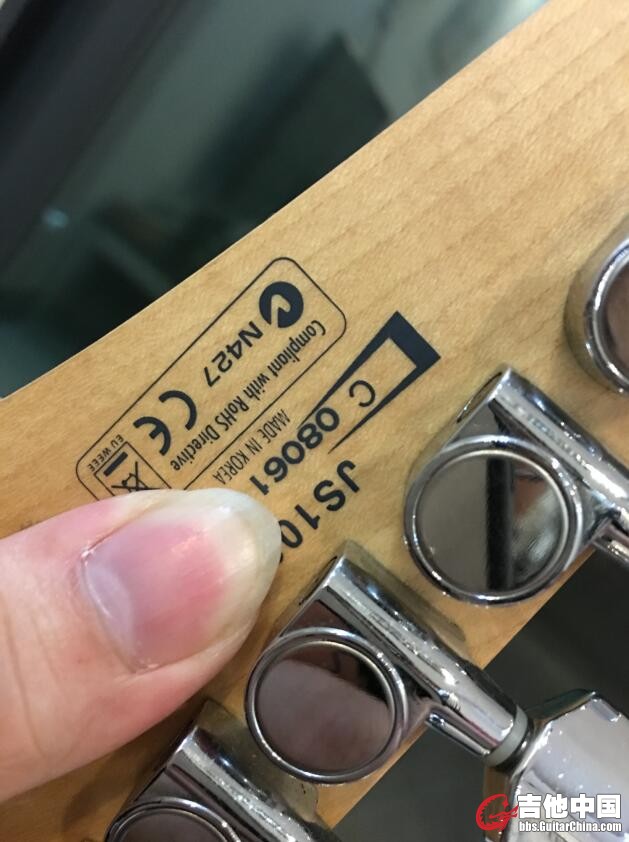 N427
CE
Compliant with RoHS Directive
EU WEEE
MADE IN KOREA
C 08061
JS10
吉他中国
bbs.GuitarChina.com